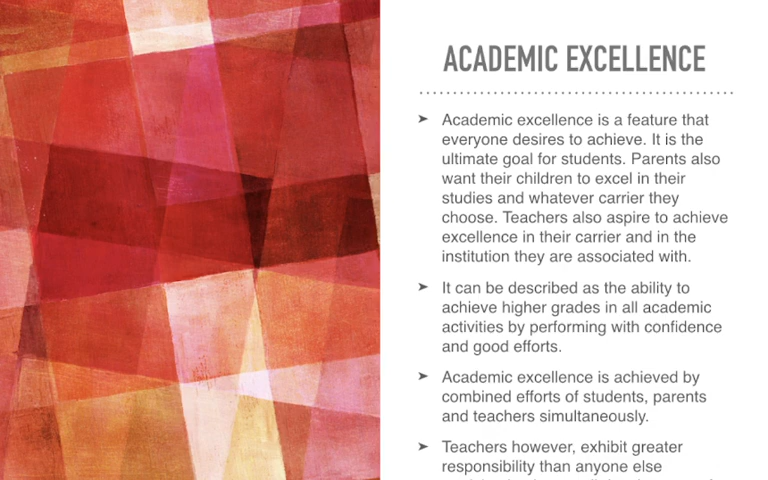 ACADEMIC EXCELLENCE
➤ Academic excellence is a feature that
everyone desires to achieve. It is the
ultimate goal for students. Parents also
want their children to excel in their
studies and whatever carrier they
choose. Teachers also aspire to achieve
excellence in their carrier and in the
institution they are associated with.
➤ It can be described as the ability to
achieve higher grades in all academic
activities by performing with confidence
and good efforts.
➤ Academic excellence is achieved by
combined efforts of students, parents
and teachers simultaneously.
➤ Teachers however, exhibit greater
responsibility than anyone else